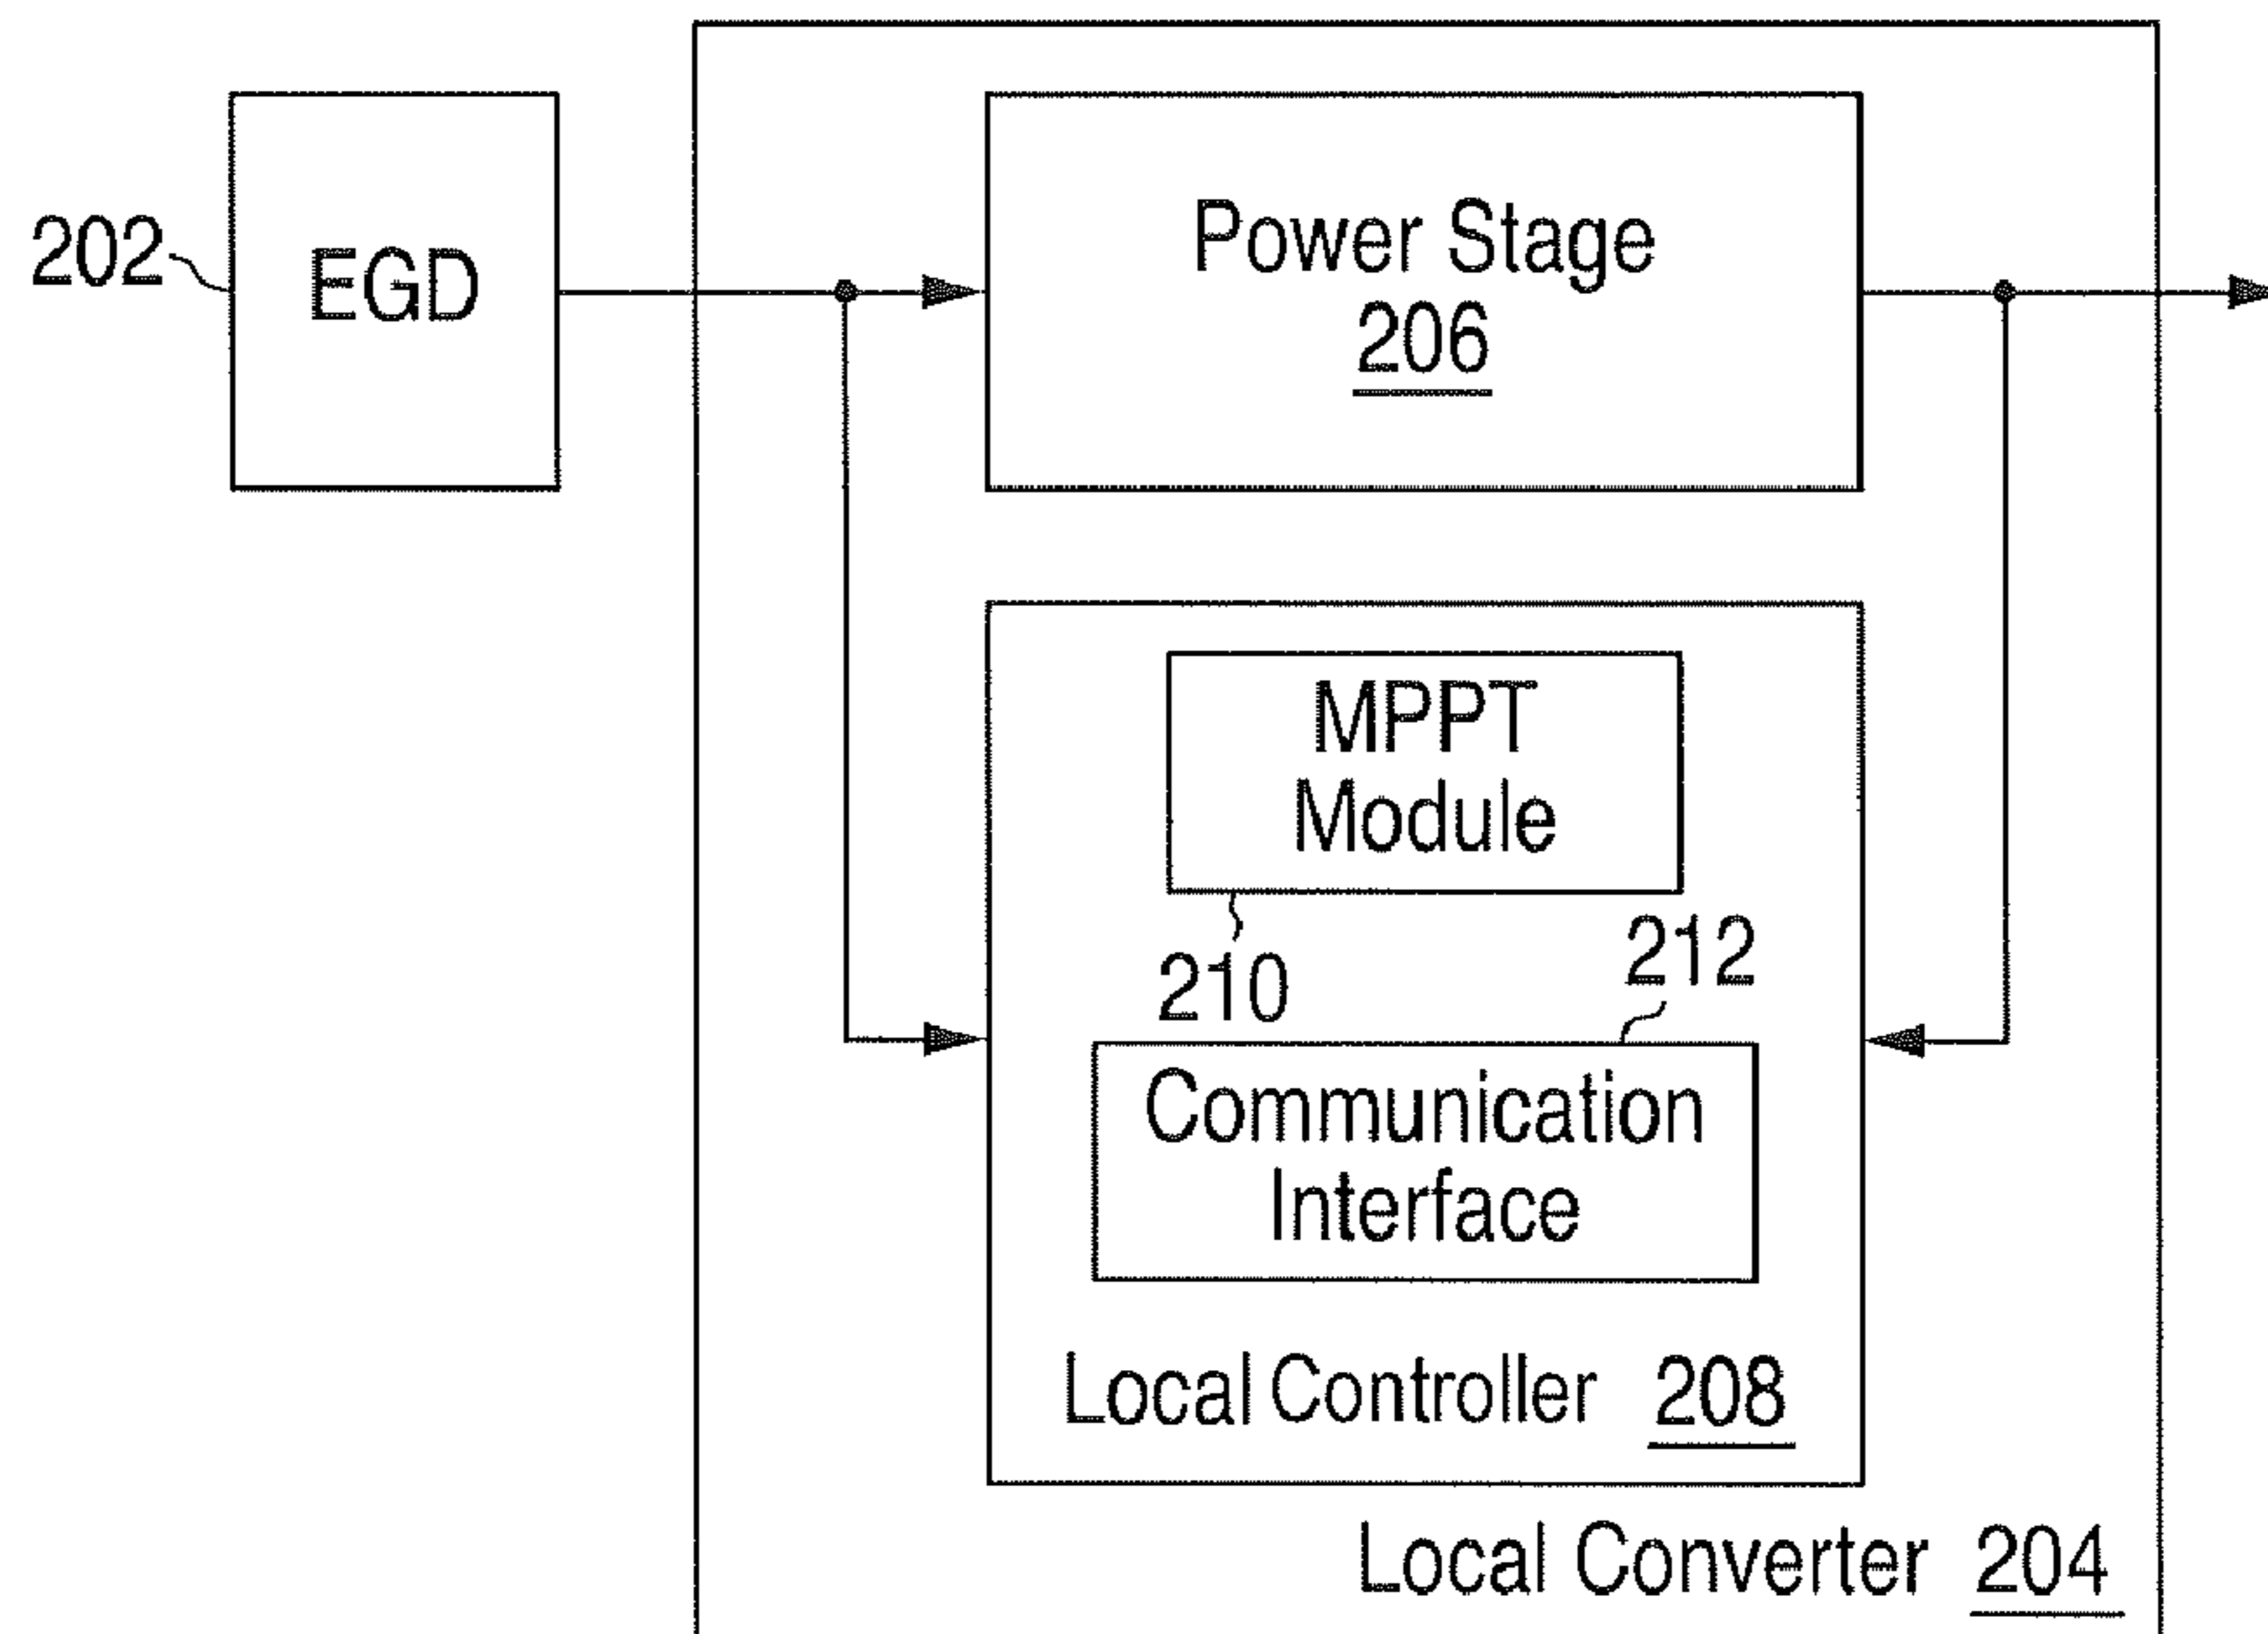 202
EGD
Power Stage
206
MPPT
Module
210
212
Communication
Interface
Local Controller 208
Local Converter 204